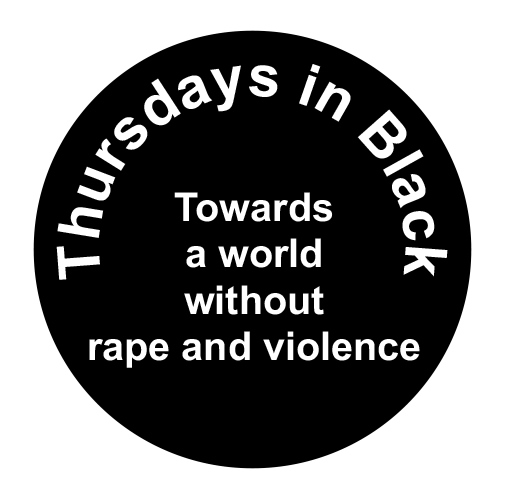 Thursdays in Black
Towards
a world
without
rape and violence